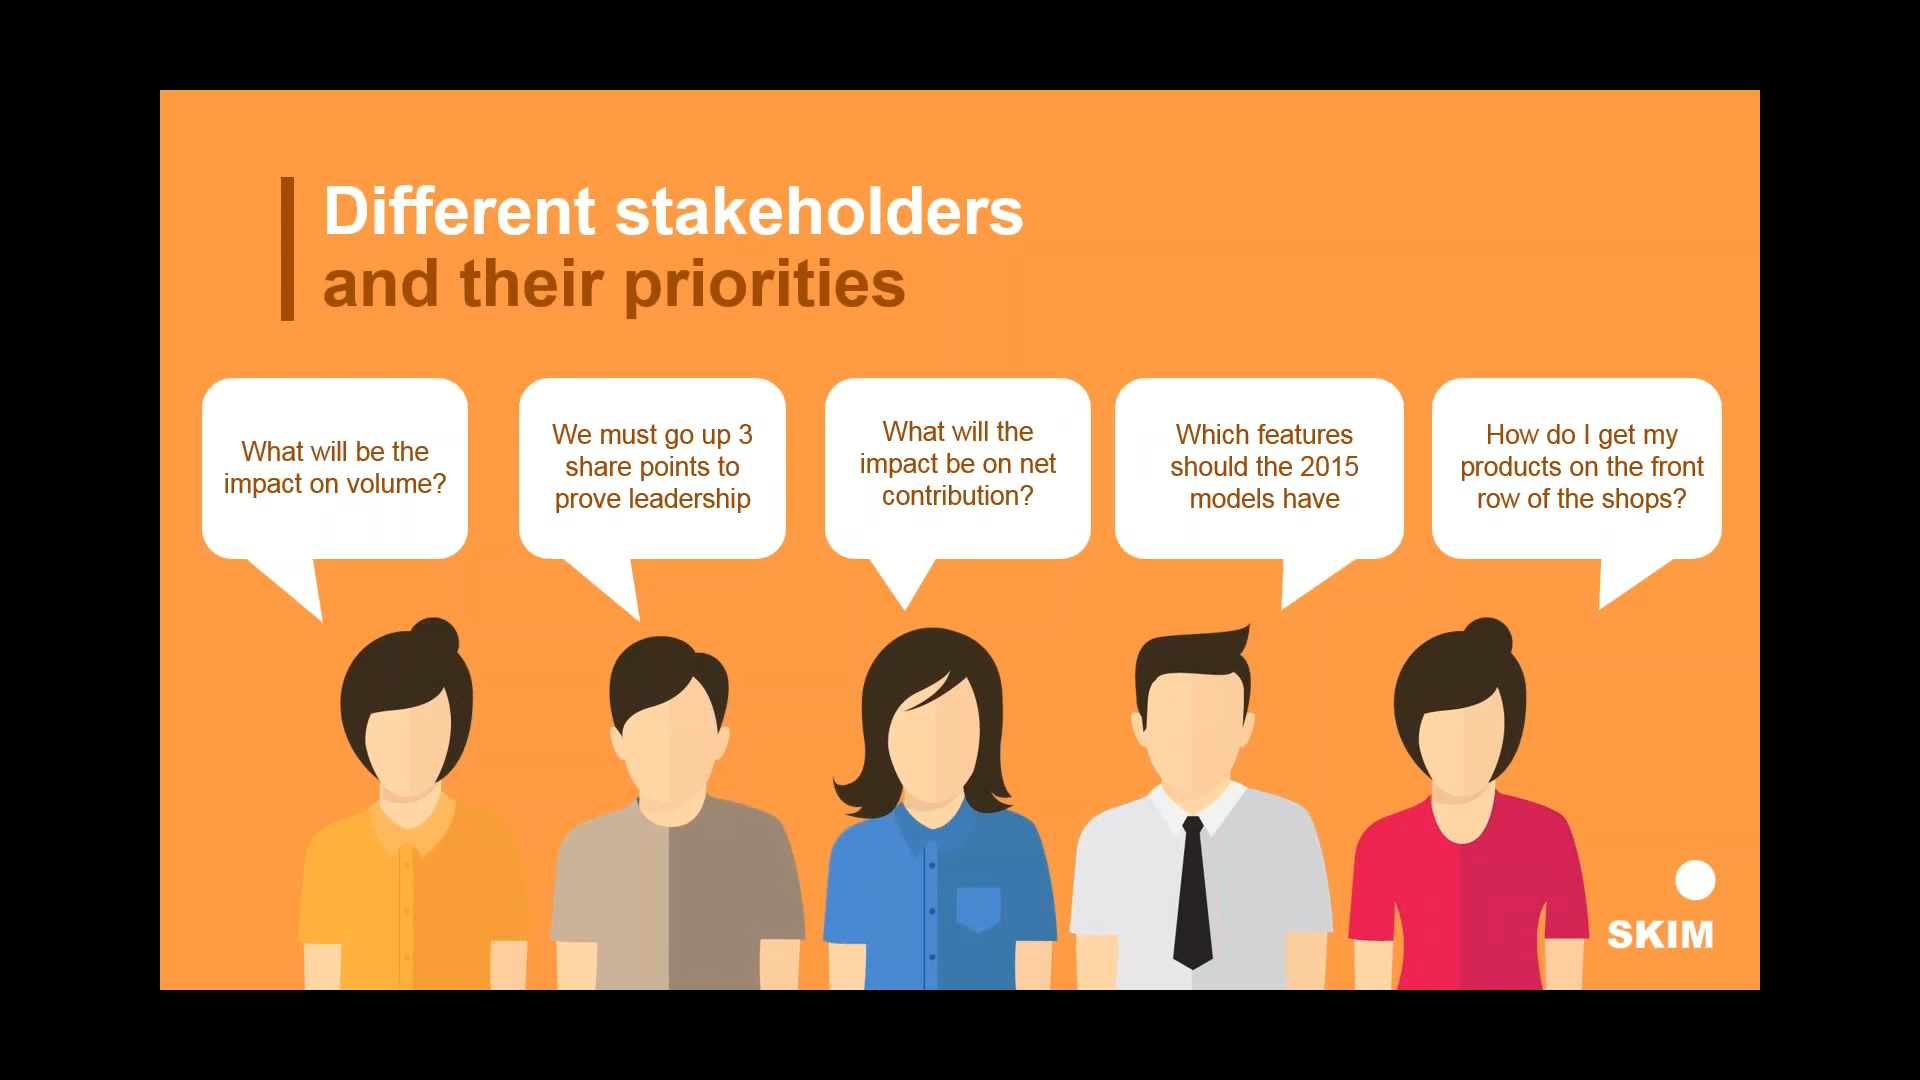 Different stakeholders
and their priorities
What will be the
impact on volume?
We must go up 3
share points to
prove leadership
What will the
impact be on net
contribution?
Which features
should the 2015
models have
How do I get my
products on the front
row of the shops?
SKIM